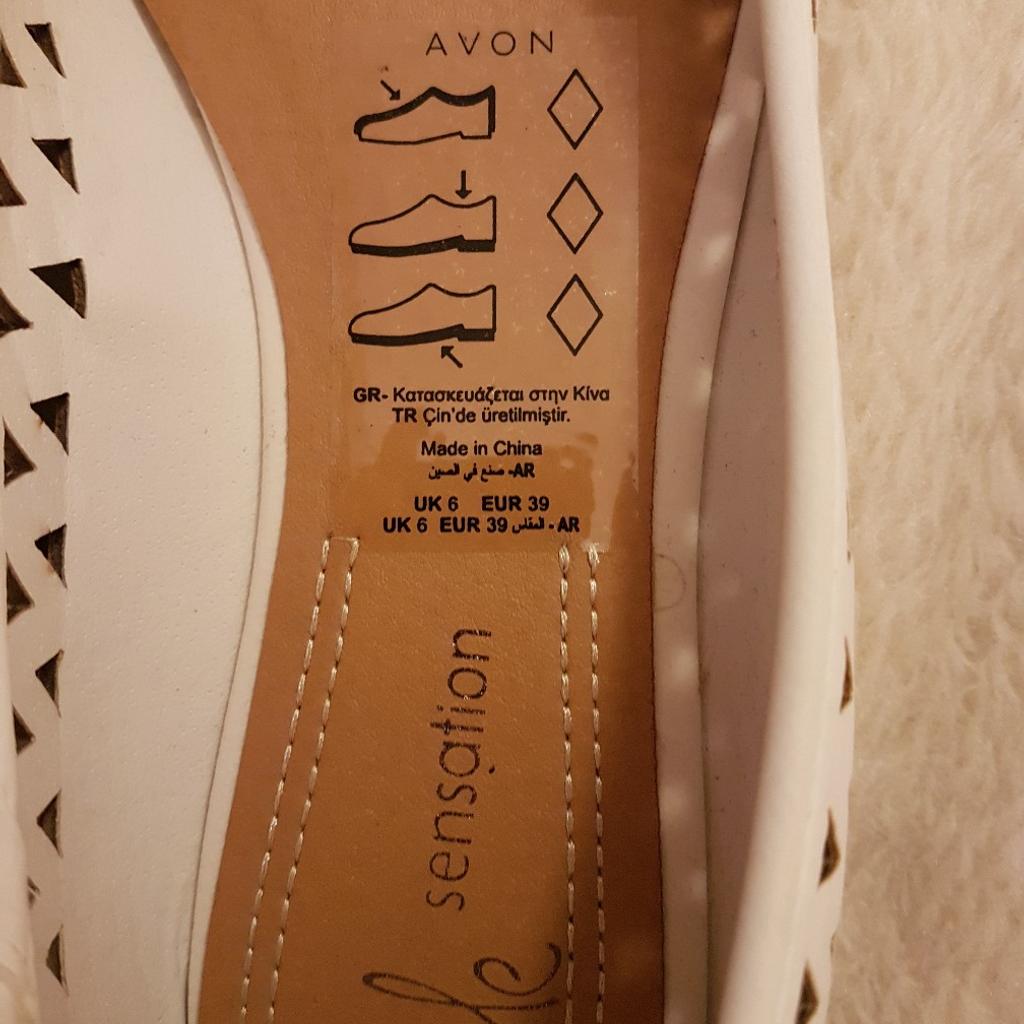 AVON
GR- Κατασκευάζεται στην Κίνα
TR Çin'de üretilmiştir.
Made in China
AR- صنع في الصين
UK 6 EUR 39
UK 6 EUR 39 المقاس - AR
sensation